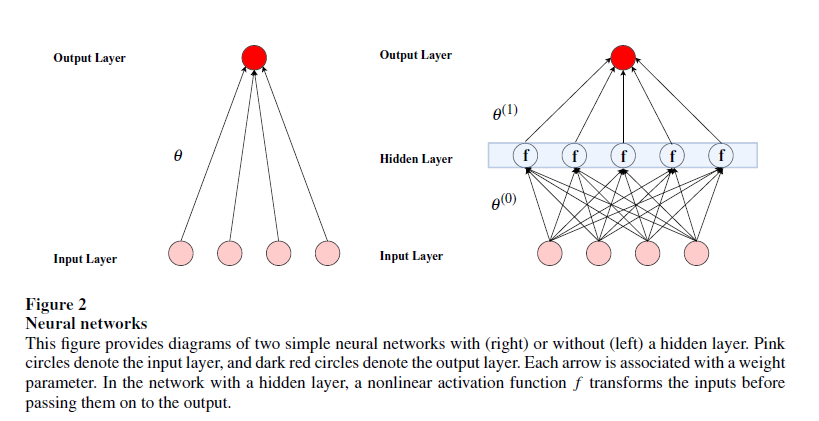 Output Layer
θ
Input Layer
Output Layer
θ(1)
Hidden Layer
f f f f f
θ(0)
Input Layer
Figure 2
Neural networks
This figure provides diagrams of two simple neural networks with (right) or without (left) a hidden layer. Pink
circles denote the input layer, and dark red circles denote the output layer. Each arrow is associated with a weight
parameter. In the network with a hidden layer, a nonlinear activation function f transforms the inputs before
passing them on to the output.